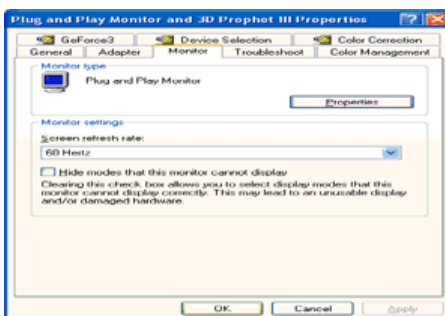 Plug and Play Monitor and 3D Prophet III Properties
GeForce3 Device Selection Color Correction
General Adapter Monitor Troubleshoot Color Management
Monitor type
Plug and Play Monitor
Properties
Monitor settings
Screen refresh rate:
60 Hertz
Hide modes that this monitor cannot display
Clearing this check box allows you to select display modes that this
monitor cannot display correctly. This may lead to an unusable display
and/or damaged hardware.
OK Cancel Apply